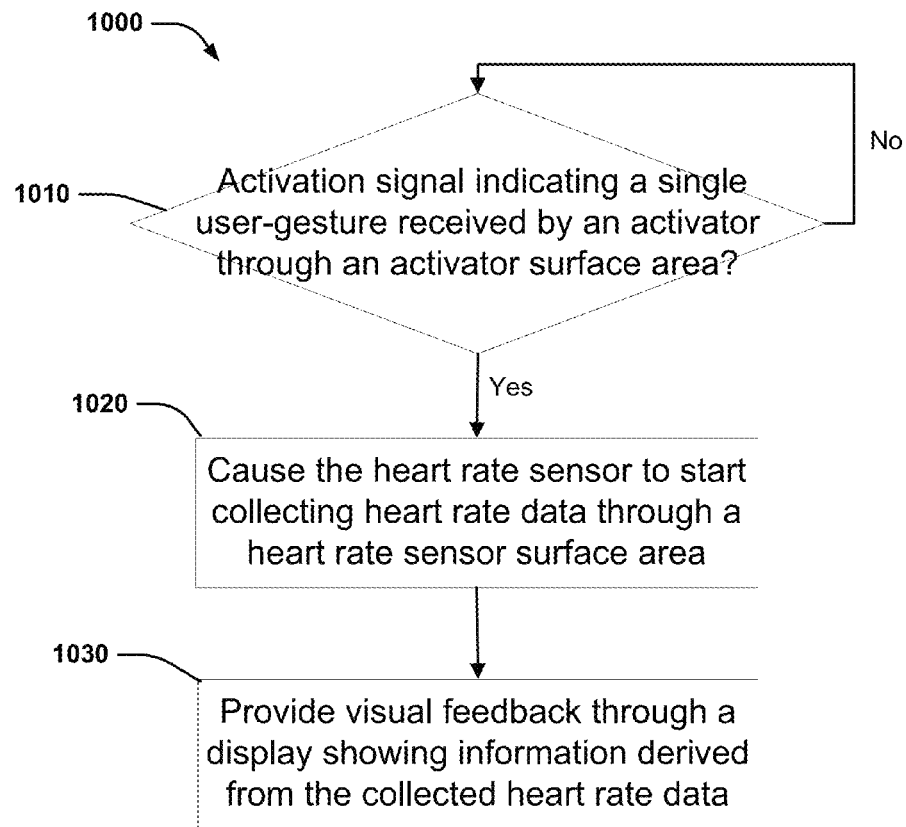 1000
No
1010
Activation signal indicating a single
user-gesture received by an activator
through an activator surface area?
Yes
1020
Cause the heart rate sensor to start
collecting heart rate data through a
heart rate sensor surface area
1030
Provide visual feedback through a
display showing information derived
from the collected heart rate data